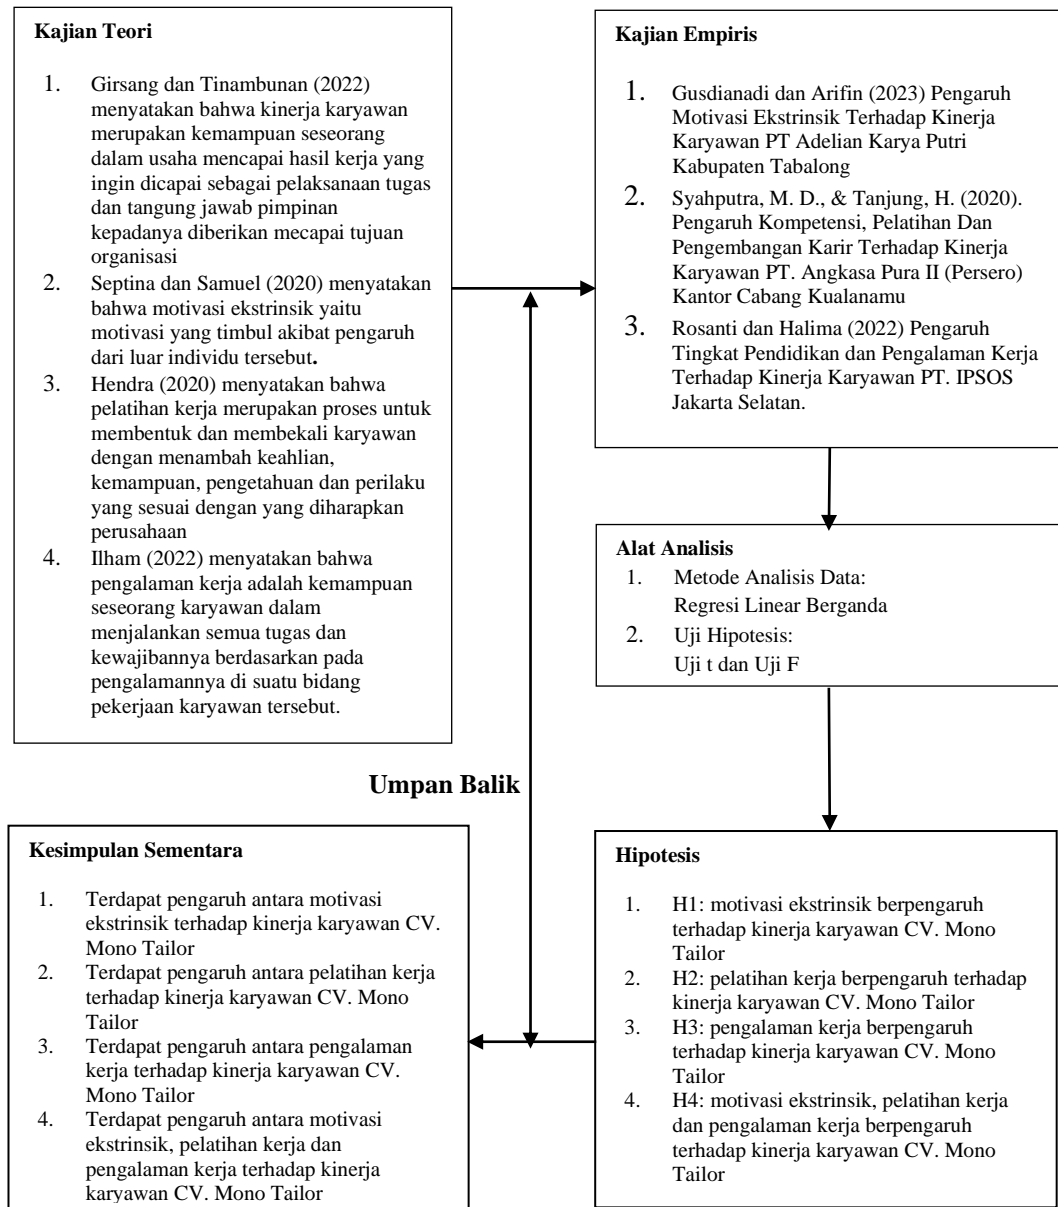 Kajian Teori
1. Girsang dan Tinambunan (2022)
menyatakan bahwa kinerja karyawan
merupakan kemampuan seseorang
dalam usaha mencapai hasil kerja yang
ingin dicapai sebagai pelaksanaan tugas
dan tangung jawab pimpinan
kepadanya diberikan mecapai tujuan
organisasi
2. Septina dan Samuel (2020) menyatakan
bahwa motivasi ekstrinsik yaitu
motivasi yang timbul akibat pengaruh
dari luar individu tersebut.
3. Hendra (2020) menyatakan bahwa
pelatihan kerja merupakan proses untuk
membentuk dan membekali karyawan
dengan menambah keahlian,
kemampuan, pengetahuan dan perilaku
yang sesuai dengan yang diharapkan
perusahaan
4. Ilham (2022) menyatakan bahwa
pengalaman kerja adalah kemampuan
seseorang karyawan dalam
menjalankan semua tugas dan
kewajibannya berdasarkan pada
pengalamannya di suatu bidang
pekerjaan karyawan tersebut.
Kajian Empiris
1. Gusdianadi dan Arifin (2023) Pengaruh
Motivasi Ekstrinsik Terhadap Kinerja
Karyawan PT Adelian Karya Putri
Kabupaten Tabalong
2. Syahputra, M. D., & Tanjung, H. (2020).
Pengaruh Kompetensi, Pelatihan Dan
Pengembangan Karir Terhadap Kinerja
Karyawan PT. Angkasa Pura II (Persero)
Kantor Cabang Kualanamu
3. Rosanti dan Halima (2022) Pengaruh
Tingkat Pendidikan dan Pengalaman Kerja
Terhadap Kinerja Karyawan PT. IPSOS
Jakarta Selatan.
Alat Analisis
1. Metode Analisis Data:
Regresi Linear Berganda
2. Uji Hipotesis:
Uji t dan Uji F
Umpan Balik
Hipotesis
1. H1: motivasi ekstrinsik berpengaruh
terhadap kinerja karyawan CV. Mono
Tailor
2. H2: pelatihan kerja berpengaruh terhadap
kinerja karyawan CV. Mono Tailor
3. H3: pengalaman kerja berpengaruh
terhadap kinerja karyawan CV. Mono
Tailor
4. H4: motivasi ekstrinsik, pelatihan kerja
dan pengalaman kerja berpengaruh
terhadap kinerja karyawan CV. Mono
Tailor
Kesimpulan Sementara
1. Terdapat pengaruh antara motivasi
ekstrinsik terhadap kinerja karyawan CV.
Mono Tailor
2. Terdapat pengaruh antara pelatihan kerja
terhadap kinerja karyawan CV. Mono
Tailor
3. Terdapat pengaruh antara pengalaman
kerja terhadap kinerja karyawan CV.
Mono Tailor
4. Terdapat pengaruh antara motivasi
ekstrinsik, pelatihan kerja dan
pengalaman kerja terhadap kinerja
karyawan CV. Mono Tailor